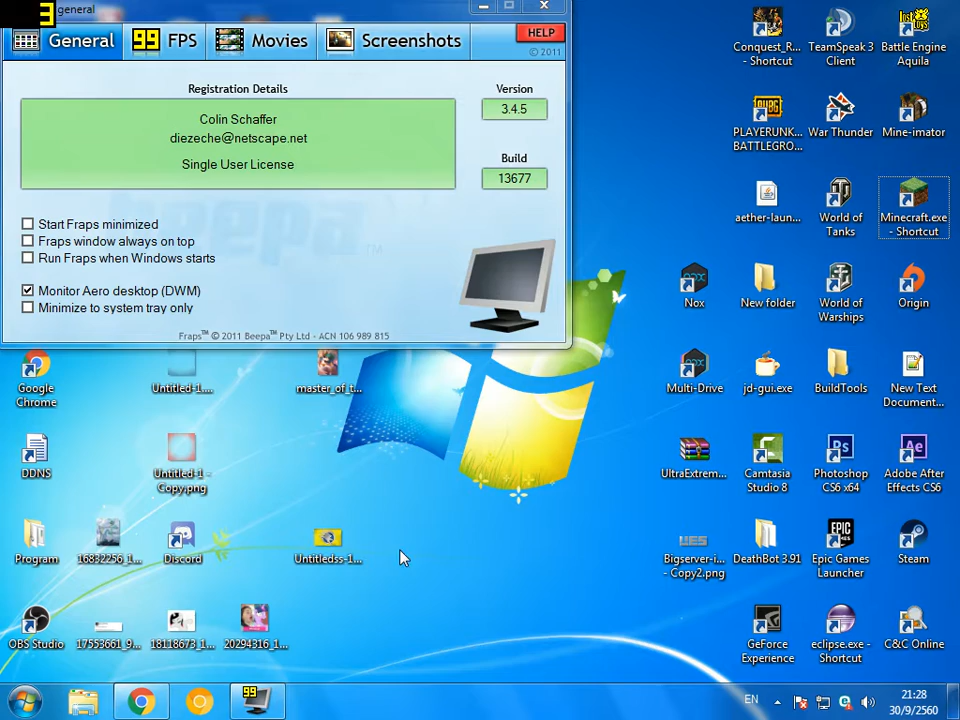 3
general
General
99 FPS
Movies
Screenshots
HELP
© 2011
Registration Details
Colin Schaffer
diezeche@netscape.net
Single User License
Version
3.4.5
Build
13677
Start Fraps minimized
Fraps window always on top
Run Fraps when Windows starts
Monitor Aero desktop (DWM)
Minimize to system tray only
Fraps™ © 2011 Beepa™ Pty Ltd - ACN 106 989 815
Conquest_R...
- Shortcut
TeamSpeak 3
Client
Battle Engine
Aquila
PLAYERUNK...
BATTLEGRO...
War Thunder
Mine-imator
aether-laun...
World of
Tanks
Minecraft.exe
- Shortcut
Nox
New folder
World of
Warships
Origin
Google
Chrome
Untitled-1....
master_of_t...
Multi-Drive
jd-gui.exe
BuildTools
New Text
Document...
DDNS
Untitled-1 -
Copy.png
UltraExtrem...
Camtasia
Studio 8
Photoshop
CS6 x64
Adobe After
Effects CS6
Program
16832256_1...
Discord
Untitledss-1...
Bigserver-i...
- Copy2.png
DeathBot 3.91
Epic Games
Launcher
Steam
OBS Studio
17553661_9...
18118673_1...
20294316_1...
GeForce
Experience
eclipse.exe -
Shortcut
C&C Online
99
EN
21:28
30/9/2560